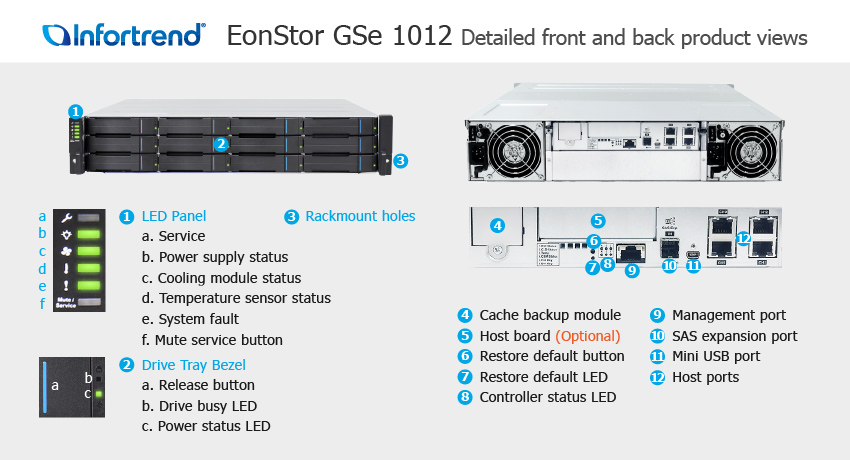 Infortrend® EonStor GSe 1012 Detailed front and back product views
1
2
3
a
b
c
d
e
f
Mute / Service
1 LED Panel
a. Service
b. Power supply status
c. Cooling module status
d. Temperature sensor status
e. System fault
f. Mute service button
3 Rackmount holes
a
b
c
2 Drive Tray Bezel
a. Release button
b. Drive busy LED
c. Power status LED
4
5
6
7
8
9
10
11
12
4 Cache backup module
5 Host board (Optional)
6 Restore default button
7 Restore default LED
8 Controller status LED
9 Management port
10 SAS expansion port
11 Mini USB port
12 Host ports